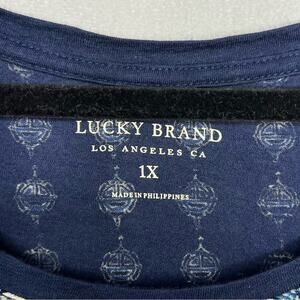 LUCKY BRAND
LOS ANGELES CA
1X
MADE IN PHILIPPINES